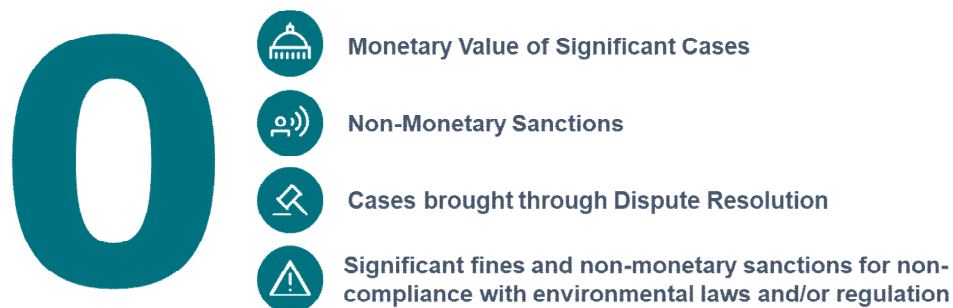 0
Monetary Value of Significant Cases
Non-Monetary Sanctions
Cases brought through Dispute Resolution
Significant fines and non-monetary sanctions for non-
compliance with environmental laws and/or regulation